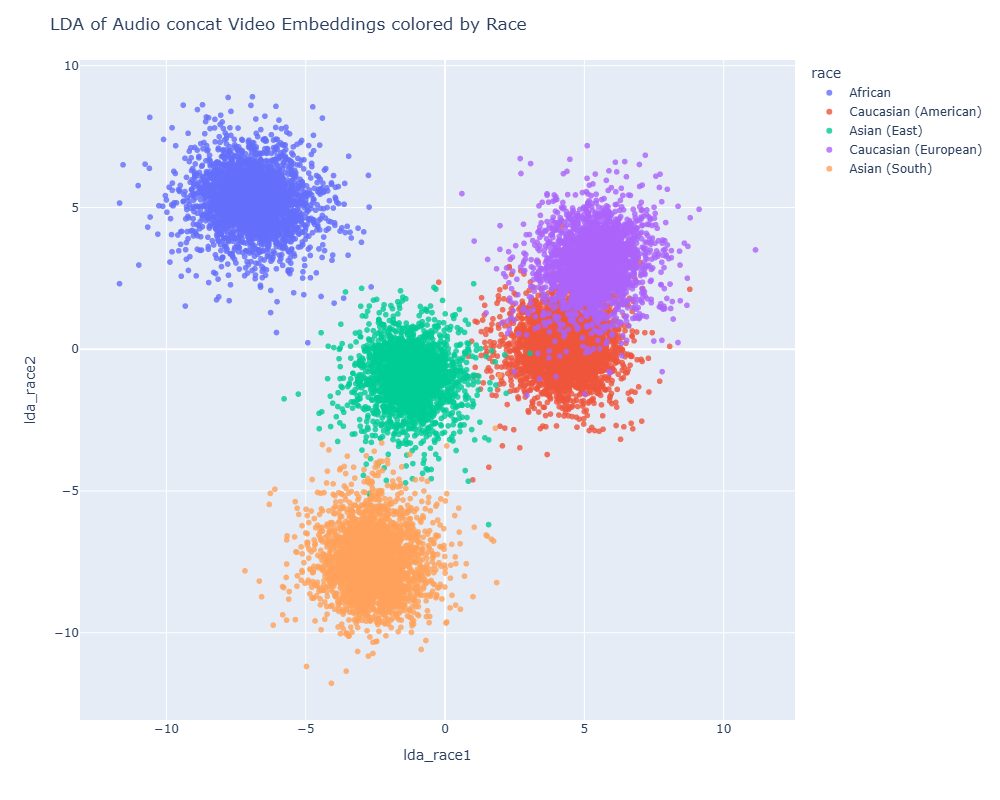 LDA of Audio concat Video Embeddings colored by Race
race
African
Caucasian (American)
Asian (East)
Caucasian (European)
Asian (South)
10
5
0
−5
−10
lda_race2
−10
−5
0
5
10
lda_race1